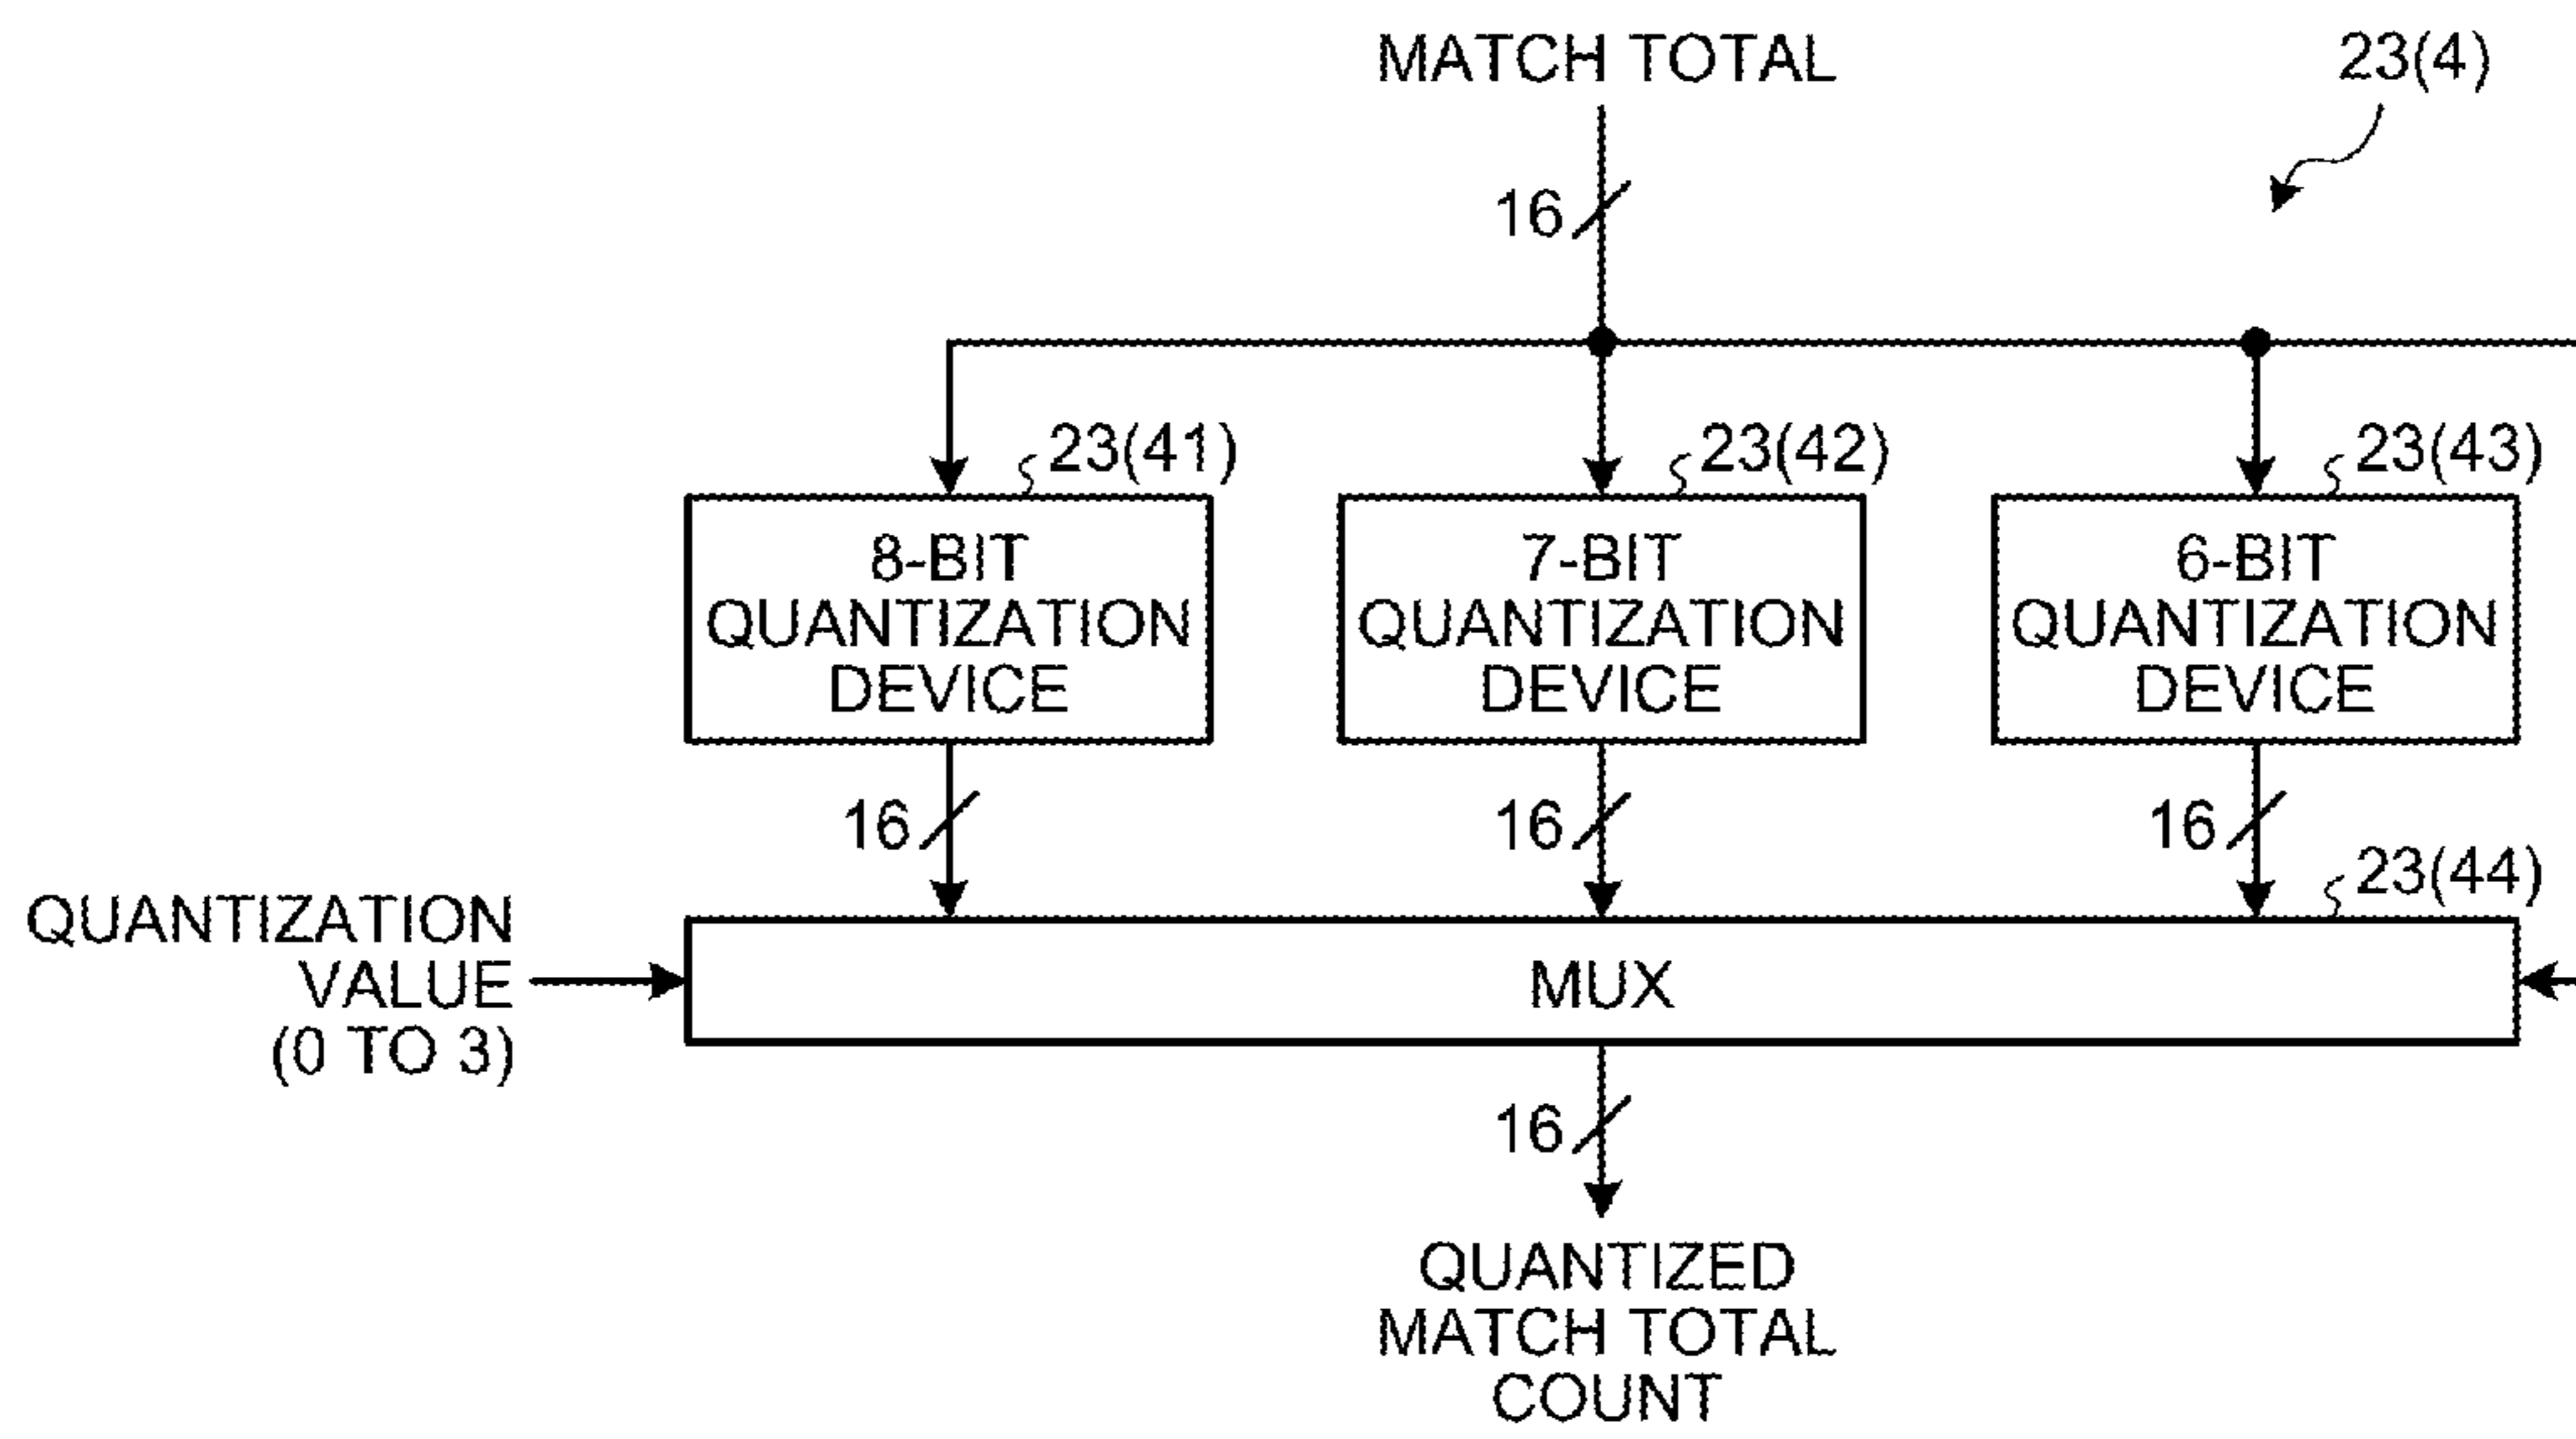 MATCH TOTAL
23(4)
16
23(41)
23(42)
23(43)
8-BIT
QUANTIZATION
DEVICE
7-BIT
QUANTIZATION
DEVICE
6-BIT
QUANTIZATION
DEVICE
16
16
16
23(44)
QUANTIZATION
VALUE
(0 TO 3)
MUX
16
QUANTIZED
MATCH TOTAL
COUNT